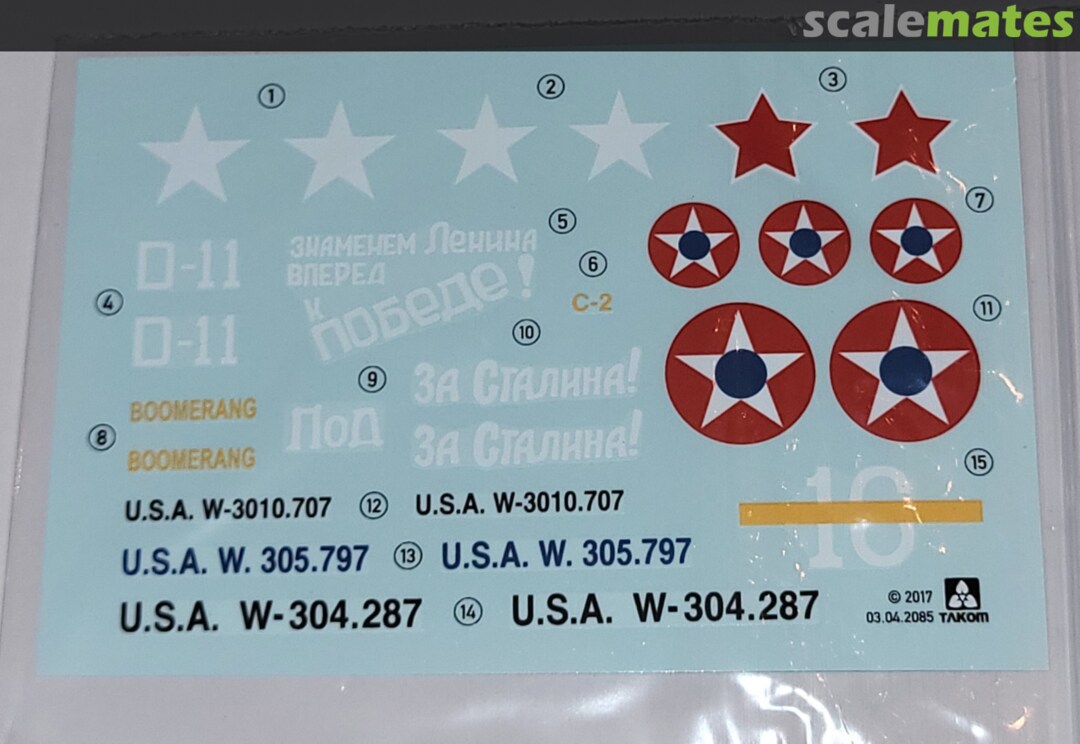 scalemates
1
2
3
7
ЗНАМЕНЕМ Ленина
ВПЕРЕД
К
ПОБЕДЕ!
5
6
C-2
D-11
4
D-11
10
11
9
ЗА СТАЛИНА!
Под
ЗА СТАЛИНА!
BOOMERANG
8
BOOMERANG
15
16
U.S.A. W-3010.707
12
U.S.A. W-3010.707
U.S.A. W. 305.797
13
U.S.A. W. 305.797
U.S.A. W-304.287
14
U.S.A. W-304.287
© 2017
03.04.2085 TAKOM